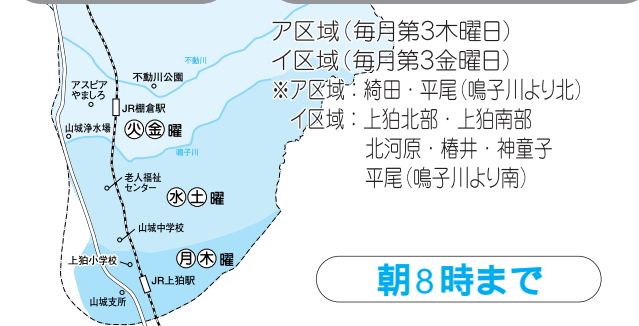 ア区域(毎月第3木曜日)
イ区域(毎月第3金曜日)
※ア区域：綺田・平尾(鳴子川より北)
イ区域：上狛北部・上狛南部
北河原・椿井・神童子
平尾(鳴子川より南)
不動川
不動川公園
アスピア
やましろ
JR棚倉駅
山城浄水場
火金曜
鳴子川
老人福祉
センター
水土曜
山城中学校
上狛小学校
月木曜
JR上狛駅
山城支所
朝8時まで